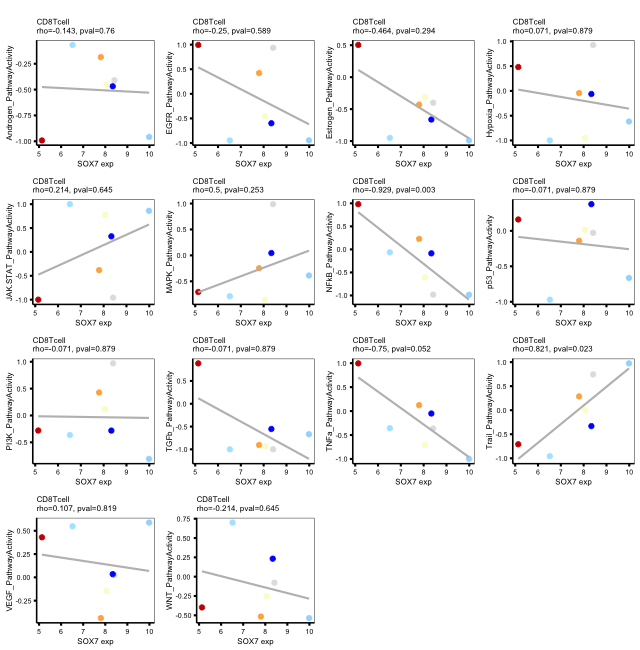 CD8Tcell
rho=-0.143, pval=0.76
Androgen_PathwayActivity
-0.25
-0.50
-0.75
-1.00
5 6 7 8 9 10
SOX7 exp
CD8Tcell
rho=-0.25, pval=0.589
EGFR_PathwayActivity
1.0
0.5
0.0
-0.5
-1.0
5 6 7 8 9 10
SOX7 exp
CD8Tcell
rho=-0.464, pval=0.294
Estrogen_PathwayActivity
0.5
0.0
-0.5
-1.0
5 6 7 8 9 10
SOX7 exp
CD8Tcell
rho=0.071, pval=0.879
Hypoxia_PathwayActivity
1.0
0.5
0.0
-0.5
-1.0
5 6 7 8 9 10
SOX7 exp
CD8Tcell
rho=0.214, pval=0.645
JAK.STAT_PathwayActivity
1.0
0.5
0.0
-0.5
-1.0
5 6 7 8 9 10
SOX7 exp
CD8Tcell
rho=0.5, pval=0.253
MAPK_PathwayActivity
1.0
0.5
0.0
-0.5
5 6 7 8 9 10
SOX7 exp
CD8Tcell
rho=-0.929, pval=0.003
NFkB_PathwayActivity
1.0
0.5
0.0
-0.5
-1.0
5 6 7 8 9 10
SOX7 exp
CD8Tcell
rho=-0.071, pval=0.879
p53_PathwayActivity
0.0
-0.5
-1.0
5 6 7 8 9 10
SOX7 exp
CD8Tcell
rho=-0.071, pval=0.879
PI3K_PathwayActivity
1.0
0.5
0.0
-0.5
5 6 7 8 9 10
SOX7 exp
CD8Tcell
rho=-0.071, pval=0.879
TGFb_PathwayActivity
0.5
0.0
-0.5
-1.0
5 6 7 8 9 10
SOX7 exp
CD8Tcell
rho=-0.75, pval=0.052
TNFa_PathwayActivity
1.0
0.5
0.0
-0.5
-1.0
5 6 7 8 9 10
SOX7 exp
CD8Tcell
rho=0.821, pval=0.023
Trail_PathwayActivity
1.0
0.5
0.0
-0.5
-1.0
5 6 7 8 9 10
SOX7 exp
CD8Tcell
rho=0.107, pval=0.819
VEGF_PathwayActivity
0.50
0.25
0.00
-0.25
5 6 7 8 9 10
SOX7 exp
CD8Tcell
rho=-0.214, pval=0.645
WNT_PathwayActivity
0.75
0.50
0.25
0.00
-0.25
-0.50
5 6 7 8 9 10
SOX7 exp